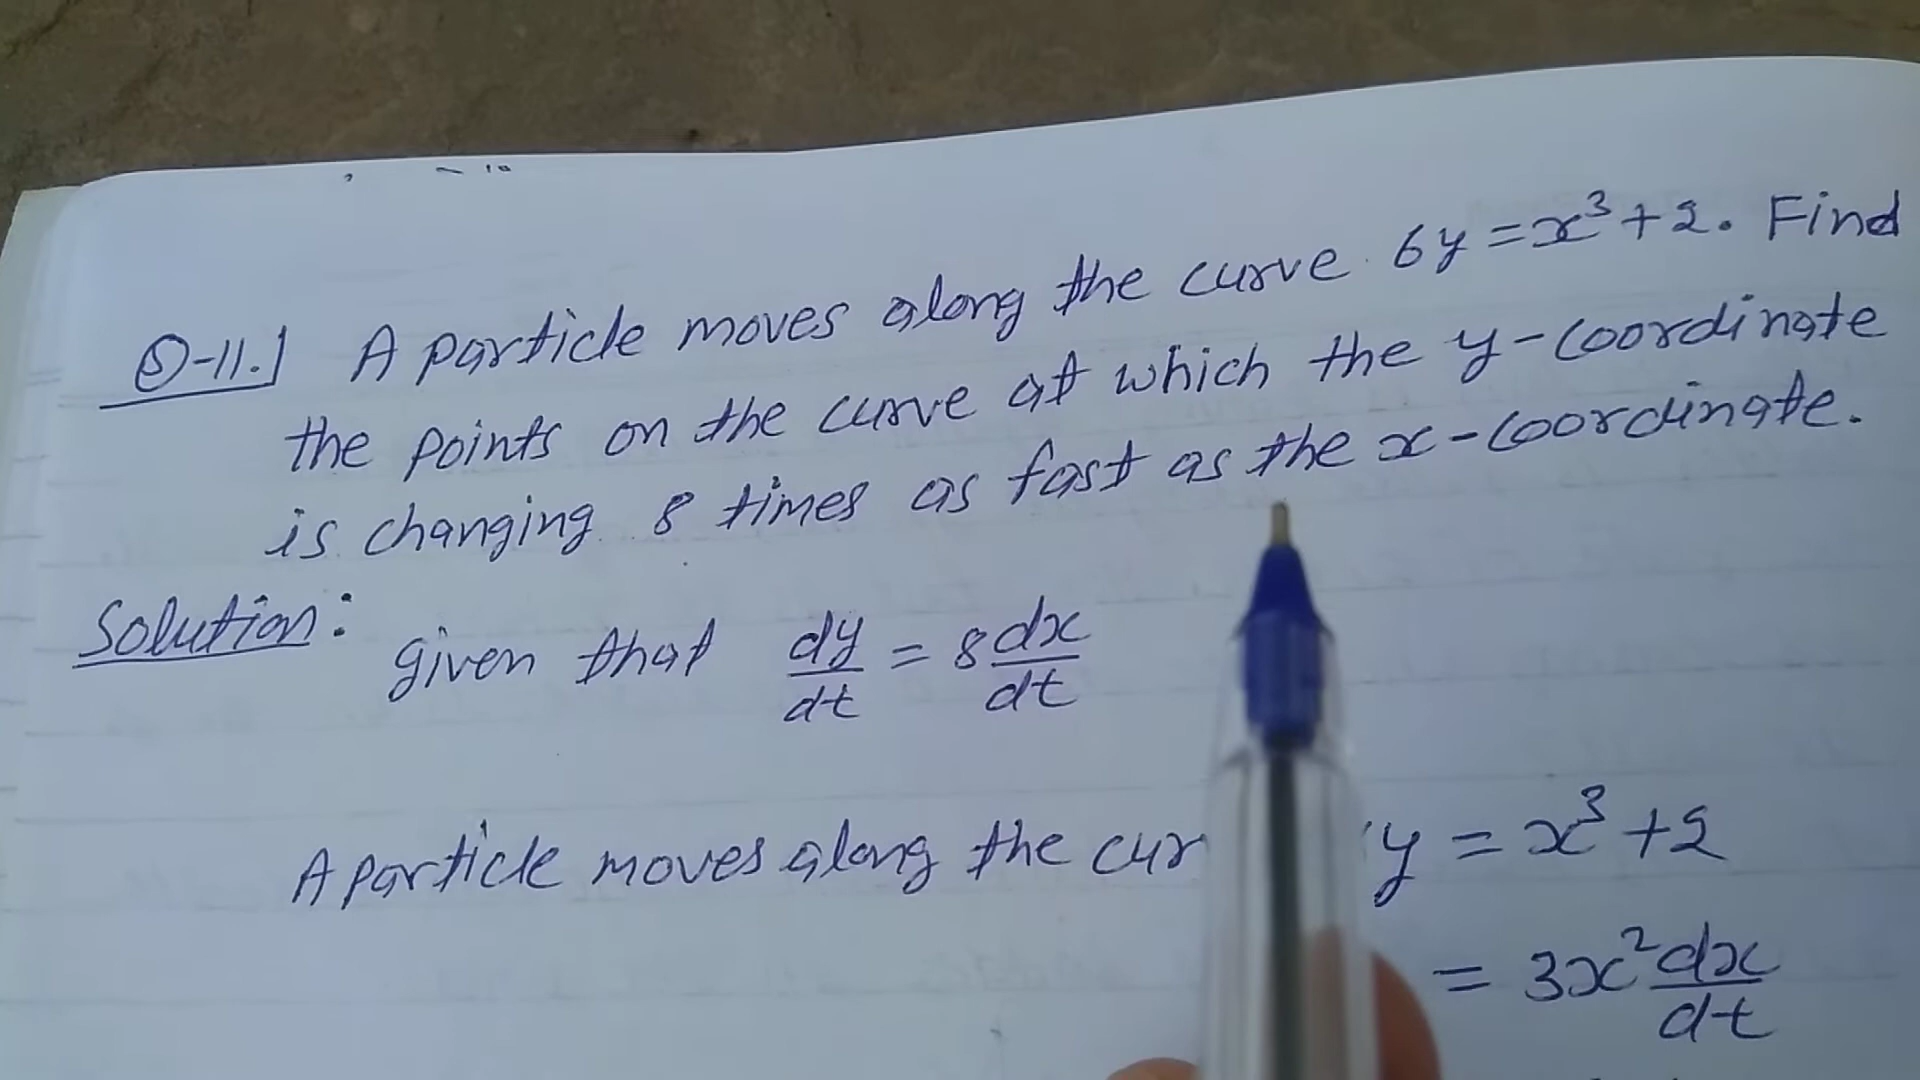 Q-11. A particle moves along the curve 6y = x³+2. Find
the points on the curve at which the y-coordinate
is changing 8 times as fast as the x-coordinate.
Solution: given that dy/dt = 8 dx/dt
A particle moves along the y = x³+2
= 3x² dx/dt